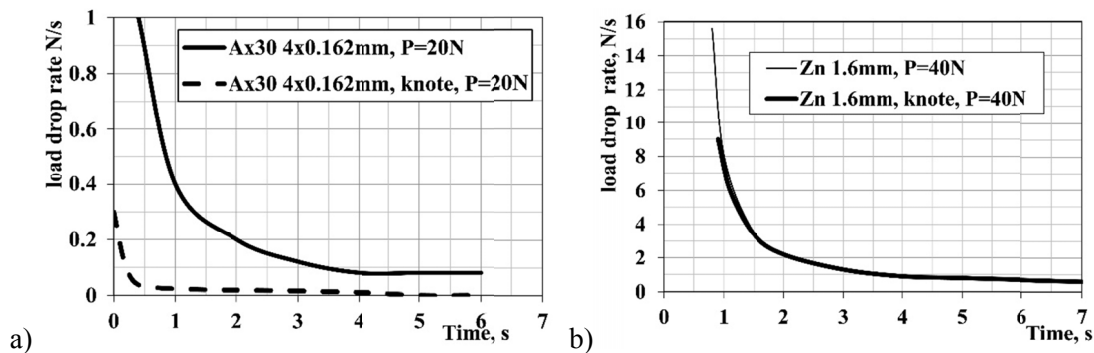 load drop rate N/s
1
0.8
0.6
0.4
0.2
0
Ax30 4x0.162mm, P=20N
Ax30 4x0.162mm, knote, P=20N
0 1 2 3 4 5 6 7
Time, s
a)
load drop rate, N/s
16
14
12
10
8
6
4
2
0
Zn 1.6mm, P=40N
Zn 1.6mm, knote, P=40N
0 1 2 3 4 5 6 7
Time, s
b)